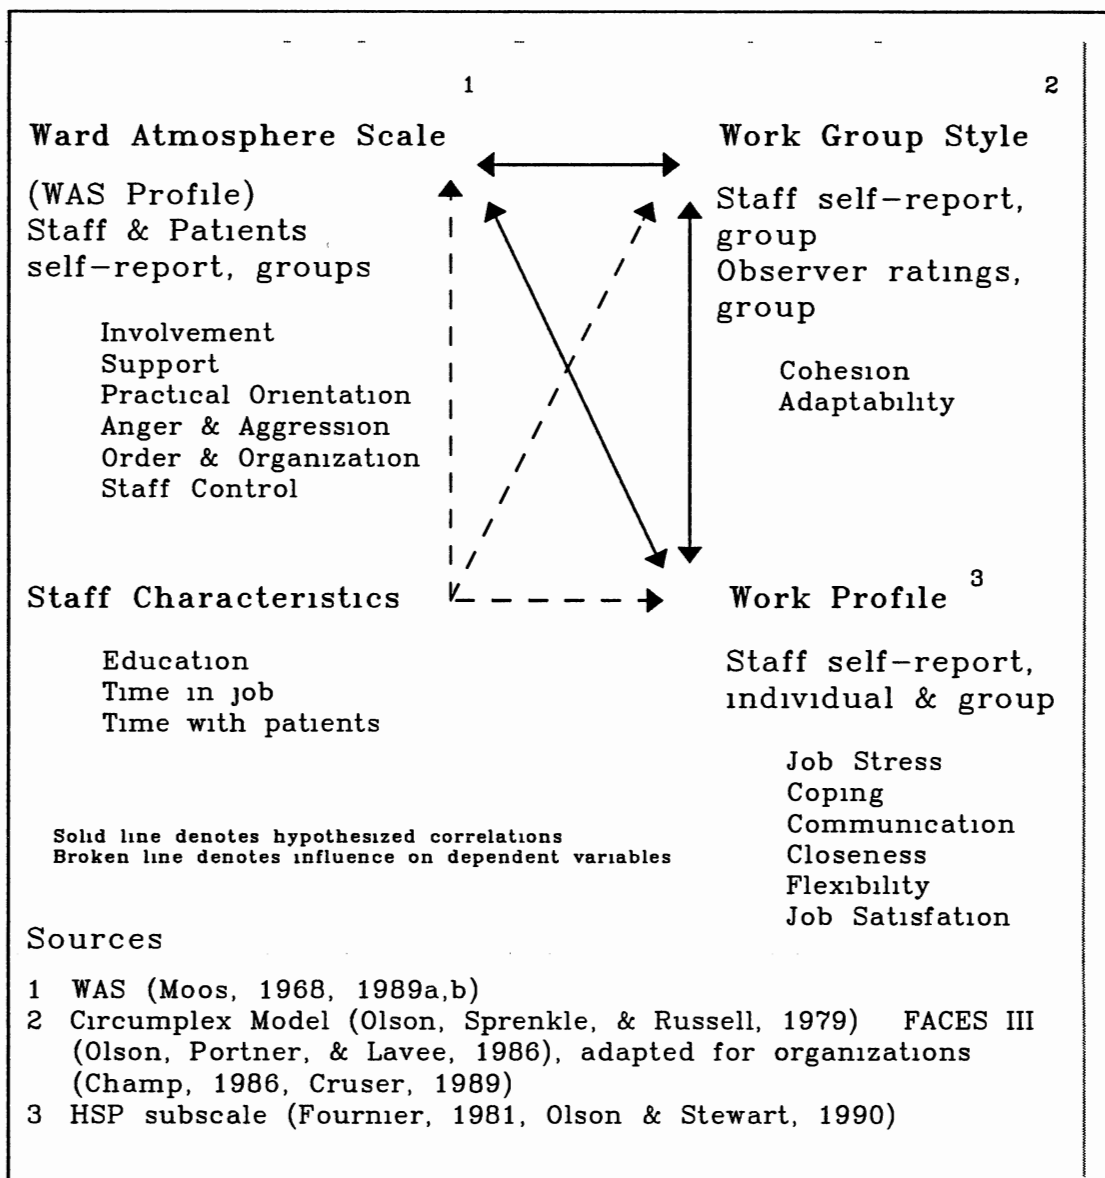 1
2
Ward Atmosphere Scale
(WAS Profile)
Staff & Patients
self-report, groups
Involvement
Support
Practical Orientation
Anger & Aggression
Order & Organization
Staff Control
Work Group Style
Staff self-report,
group
Observer ratings,
group
Cohesion
Adaptability
Staff Characteristics
Education
Time in job
Time with patients
Work Profile 3
Staff self-report,
individual & group
Job Stress
Coping
Communication
Closeness
Flexibility
Job Satisfation
Solid line denotes hypothesized correlations
Broken line denotes influence on dependent variables
Sources
1 WAS (Moos, 1968, 1989a,b)
2 Circumplex Model (Olson, Sprenkle, & Russell, 1979) FACES III
(Olson, Portner, & Lavee, 1986), adapted for organizations
(Champ, 1986, Cruser, 1989)
3 HSP subscale (Fournier, 1981, Olson & Stewart, 1990)